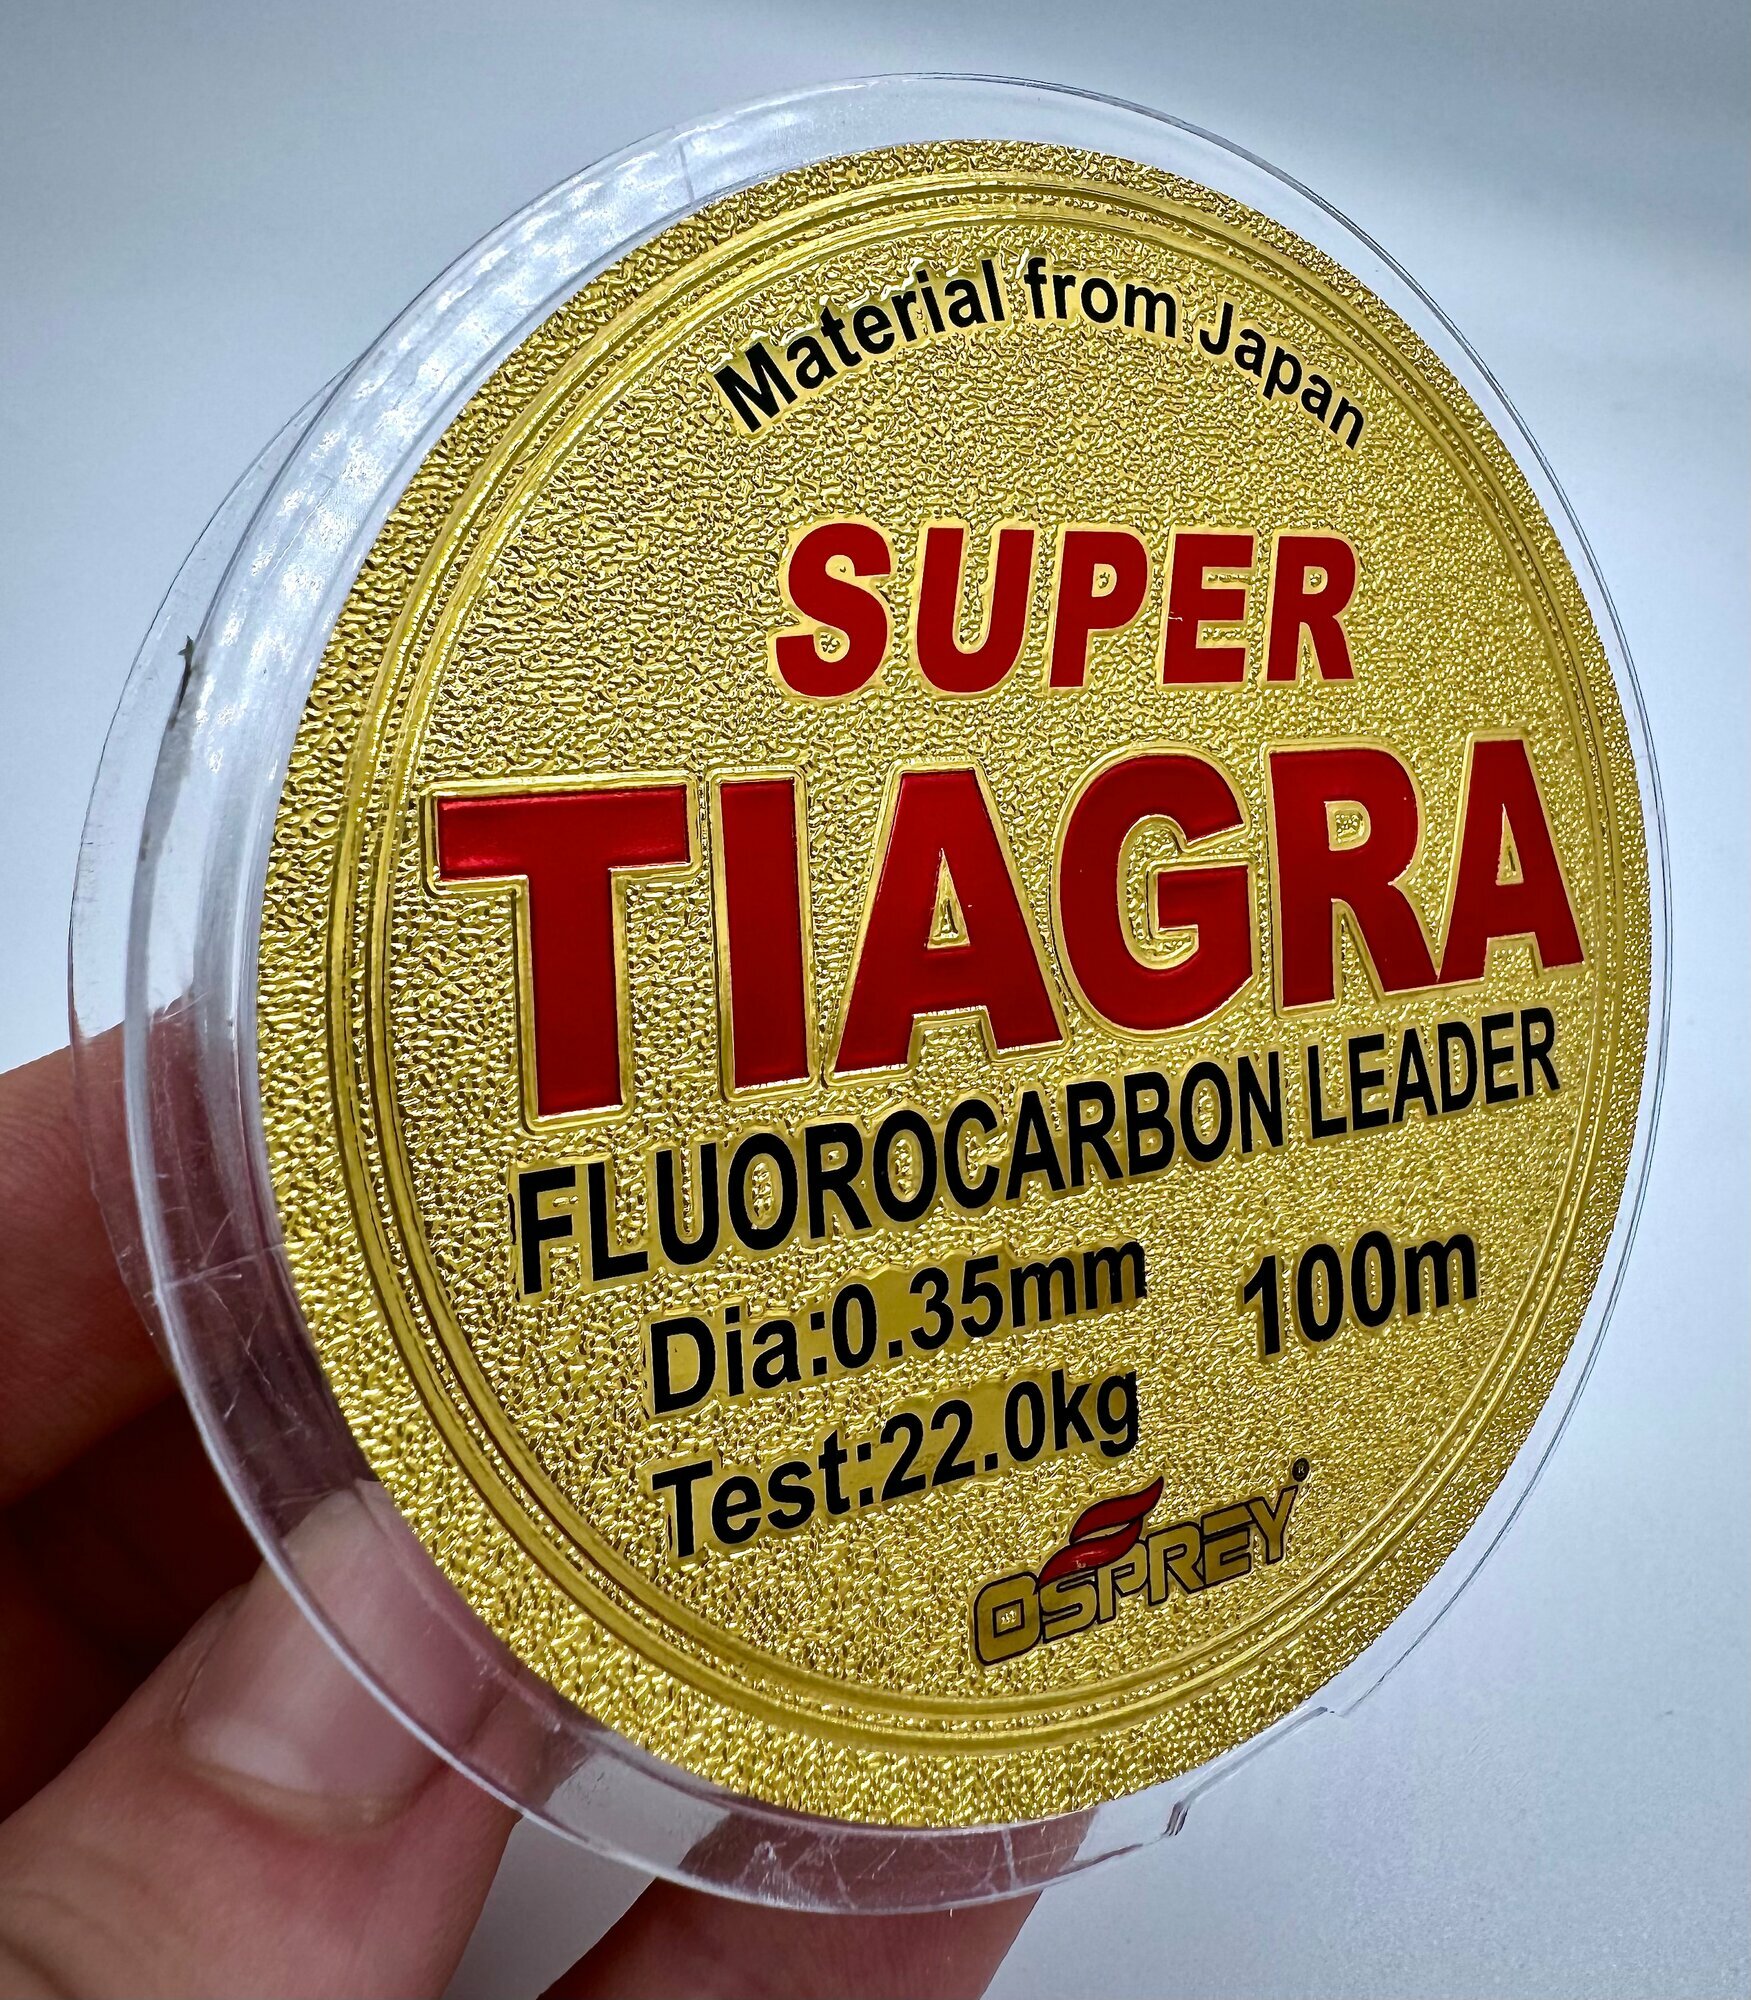 Material from Japan
SUPER
TIAGRA
FLUOROCARBON LEADER
Dia:0.35mm 100m
Test:22.0kg
OSPREY®